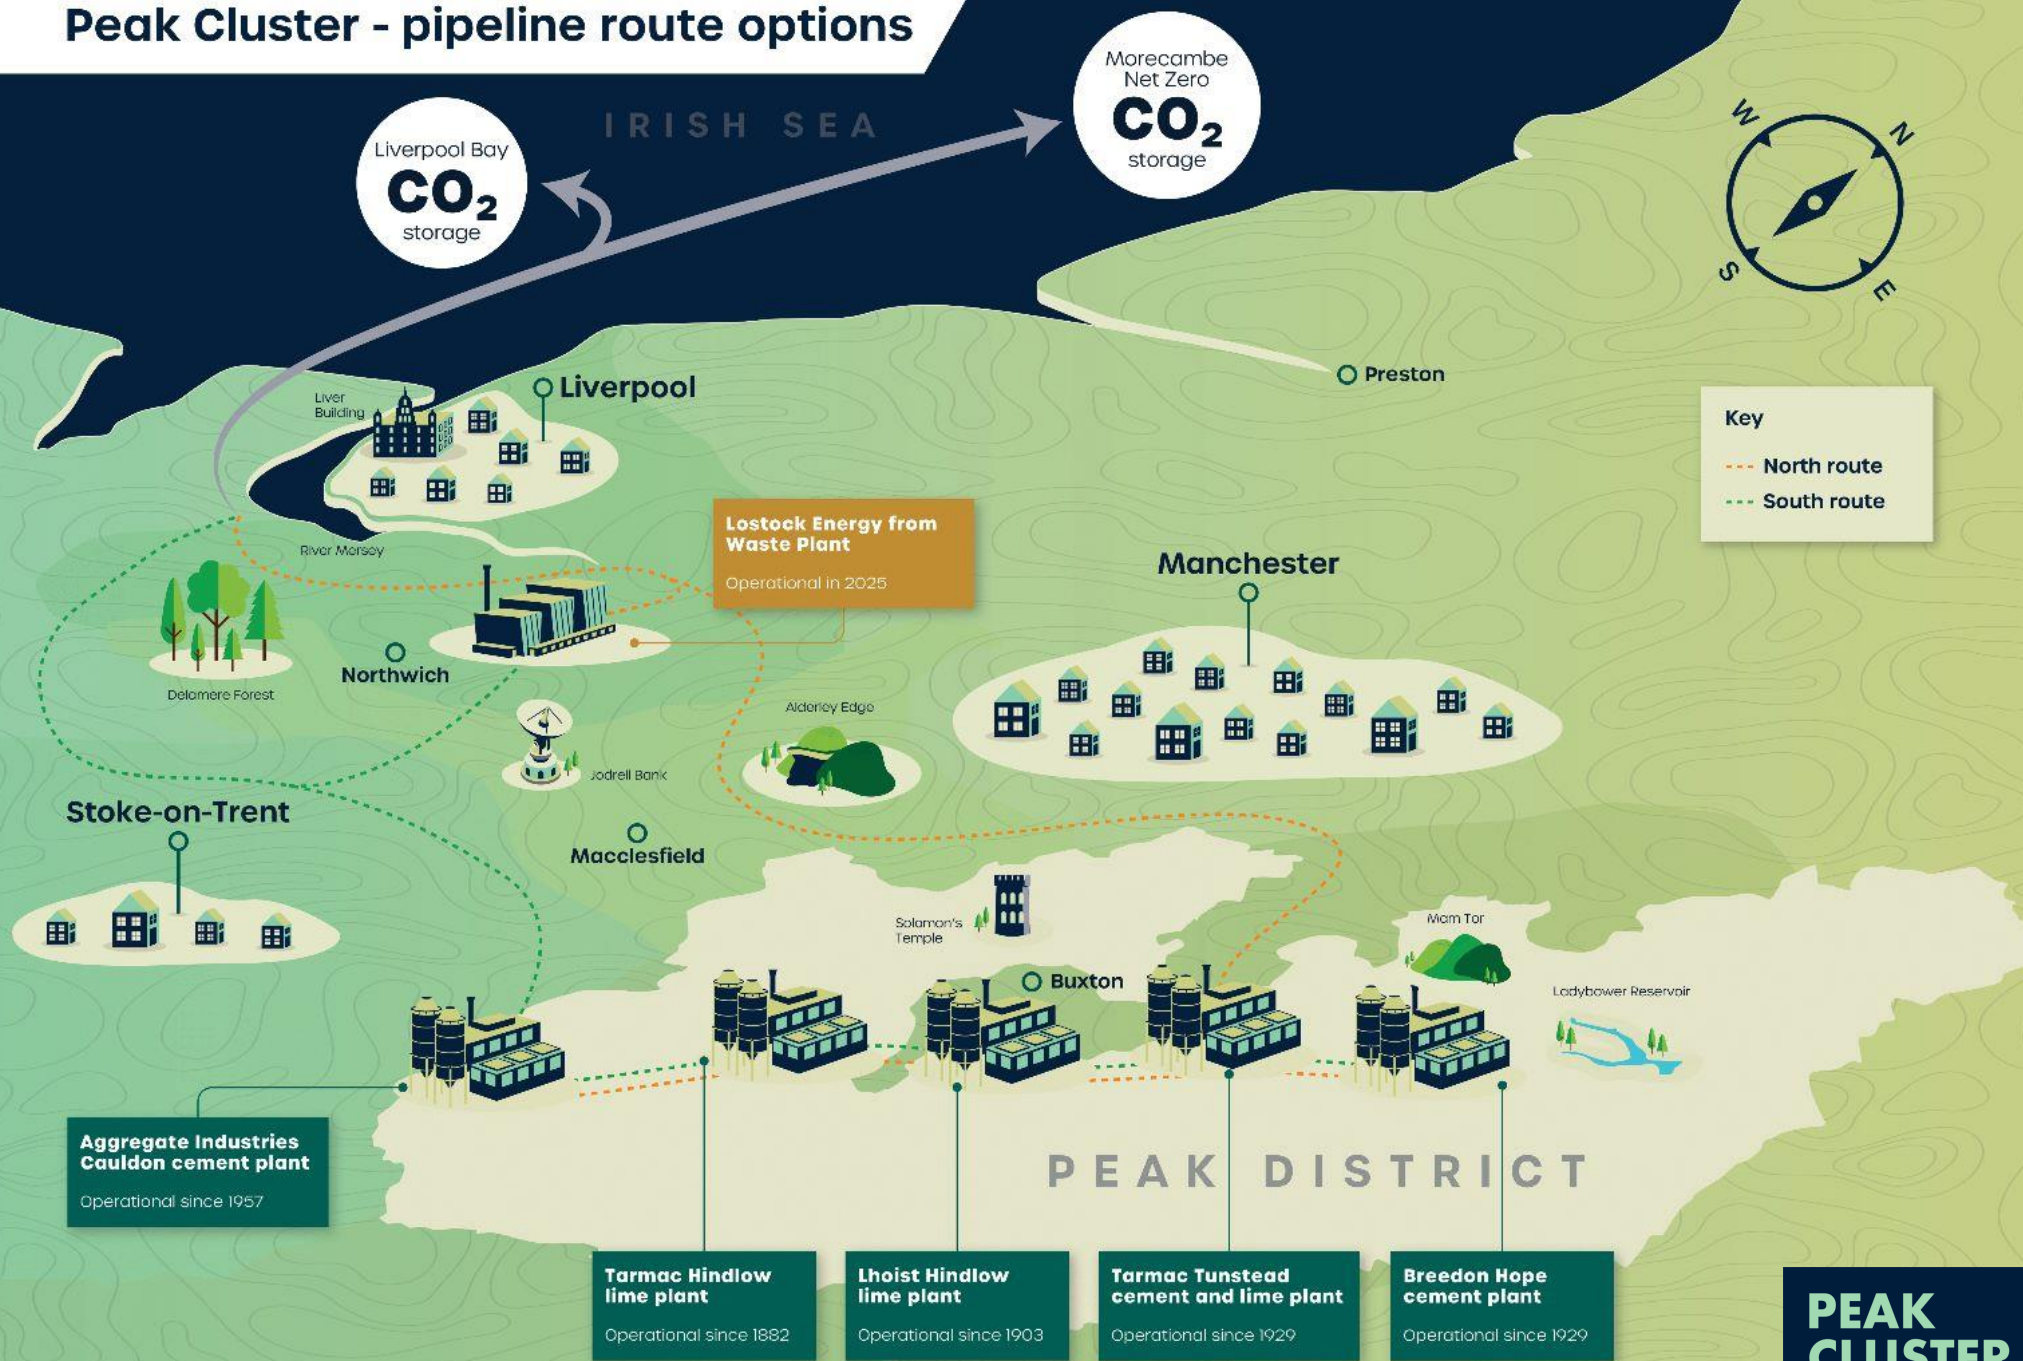 Peak Cluster - pipeline route options
Morecambe
Net Zero
CO₂
storage
IRISH SEA
Liverpool Bay
CO₂
storage
W
N
S
E
Liverpool
Liver
Building
Preston
Key
North route
South route
Lostock Energy from
Waste Plant
Operational in 2025
River Mersey
Manchester
Northwich
Delamere Forest
Alderley Edge
Jodrell Bank
Stoke-on-Trent
Macclesfield
Solomon's
Temple
Mam Tor
Buxton
Ladybower Reservoir
Aggregate Industries
Cauldon cement plant
Operational since 1957
PEAK DISTRICT
Tarmac Hindlow
lime plant
Operational since 1882
Lhoist Hindlow
lime plant
Operational since 1903
Tarmac Tunstead
cement and lime plant
Operational since 1929
Breedon Hope
cement plant
Operational since 1929
PEAK
CLUSTER